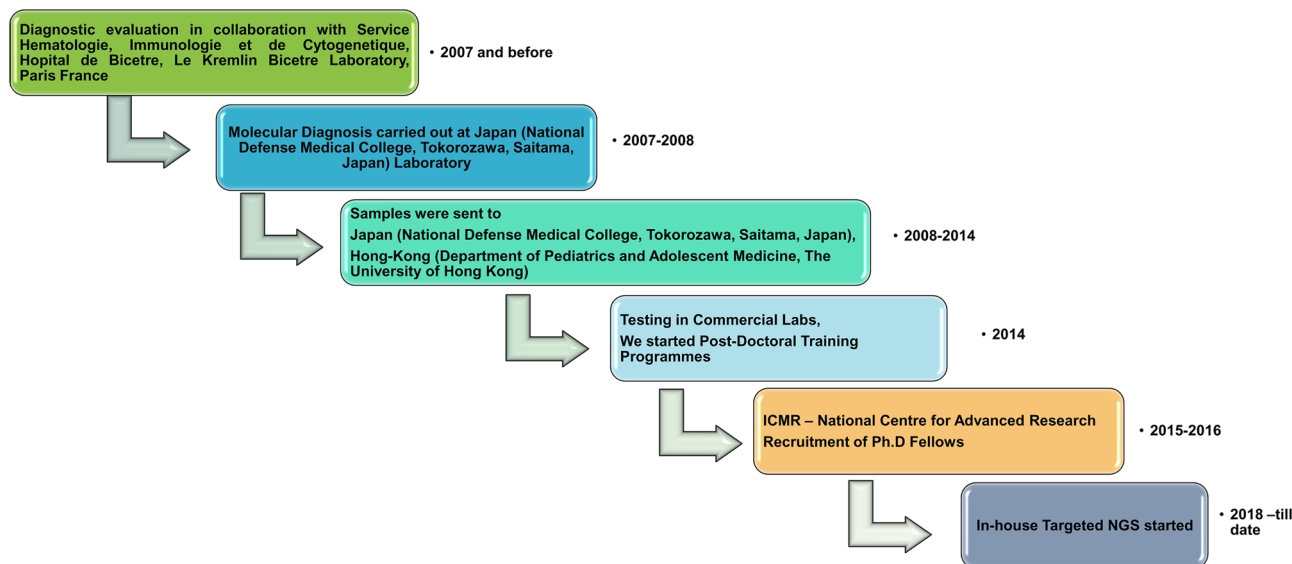 Diagnostic evaluation in collaboration with Service
Hematologie, Immunologie et de Cytogenetique,
Hopital de Bicetre, Le Kremlin Bicetre Laboratory,
Paris France
• 2007 and before
Molecular Diagnosis carried out at Japan (National
Defense Medical College, Tokorozawa, Saitama,
Japan) Laboratory
• 2007-2008
Samples were sent to
Japan (National Defense Medical College, Tokorozawa, Saitama, Japan),
Hong-Kong (Department of Pediatrics and Adolescent Medicine, The
University of Hong Kong)
• 2008-2014
Testing in Commercial Labs,
We started Post-Doctoral Training
Programmes
• 2014
ICMR – National Centre for Advanced Research
Recruitment of Ph.D Fellows
• 2015-2016
In-house Targeted NGS started
• 2018 –till
date